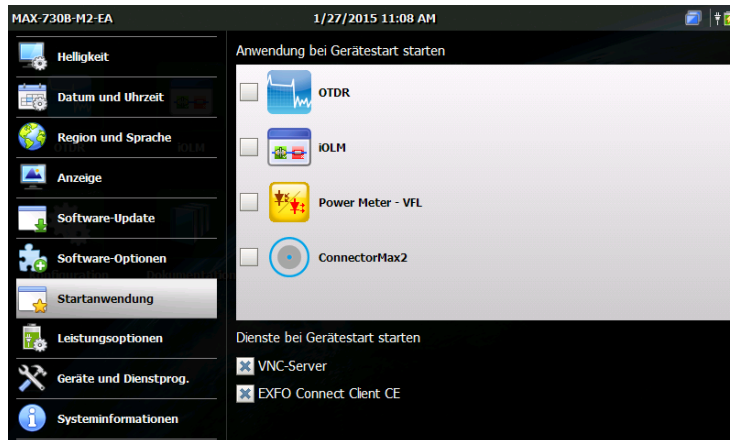 MAX-730B-M2-EA
1/27/2015 11:08 AM
Helligkeit
Datum und Uhrzeit
Region und Sprache
Anzeige
Software-Update
Software-Optionen
Startanwendung
Leistungsoptionen
Geräte und Dienstprog.
Systeminformationen
Anwendung bei Gerätestart starten
OTDR
iOLM
Power Meter - VFL
ConnectorMax2
Dienste bei Gerätestart starten
VNC-Server
EXFO Connect Client CE